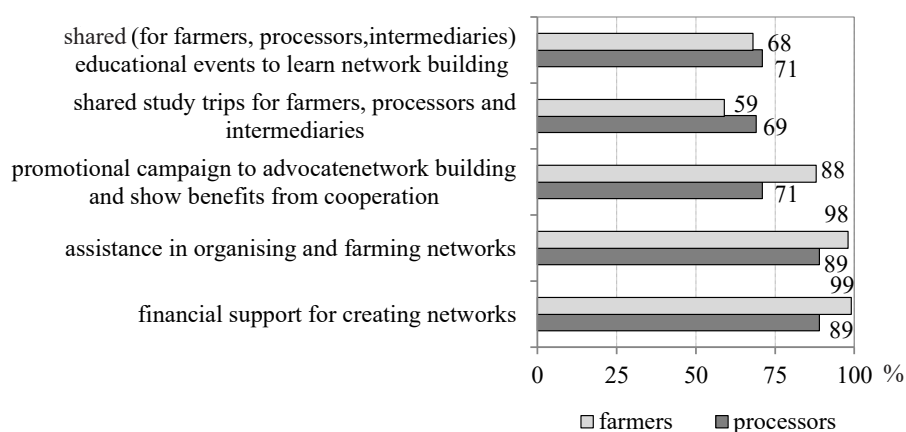 shared (for farmers, processors,intermediaries)
educational events to learn network building
68
71
shared study trips for farmers, processors and
intermediaries
59
69
promotional campaign to advocatenetwork building
and show benefits from cooperation
88
71
assistance in organising and farming networks
98
89
financial support for creating networks
99
89
0 25 50 75 100 %
farmers processors